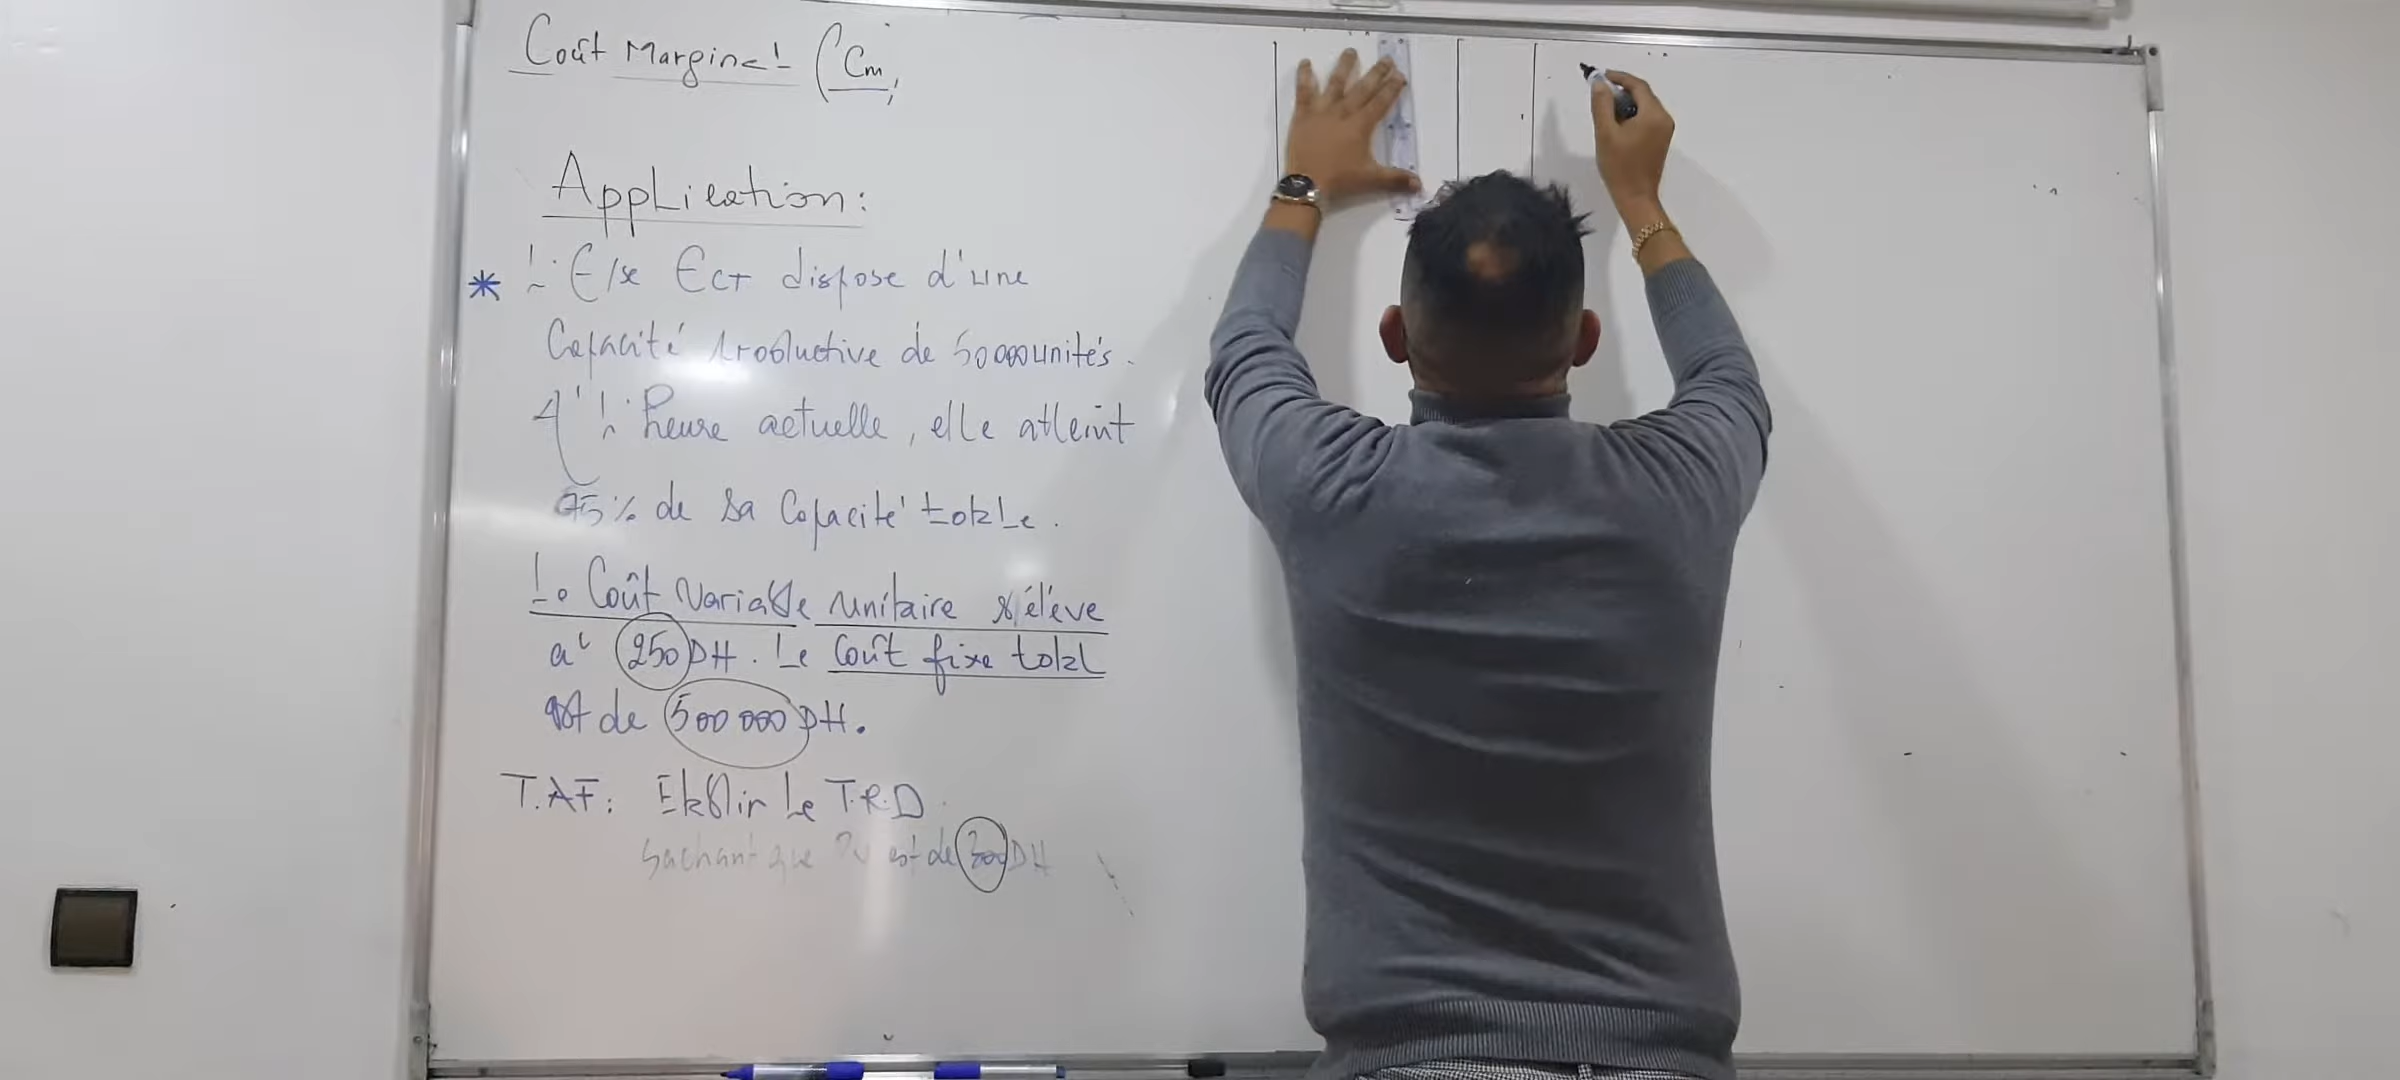 Coût Marginal (Cm)
Application:
* L'E/se Ect dispose d'une
Capacité productive de 50000 unités.
A l'heure actuelle, elle atteint
75% de sa Capacité totale.
Le Coût Variable unitaire s'élève
à 250 DH. Le Coût fixe total
est de 500 000 DH.
T.A.F: Etablir Le T.R.D.
Sachant que Pv est de 300 DH